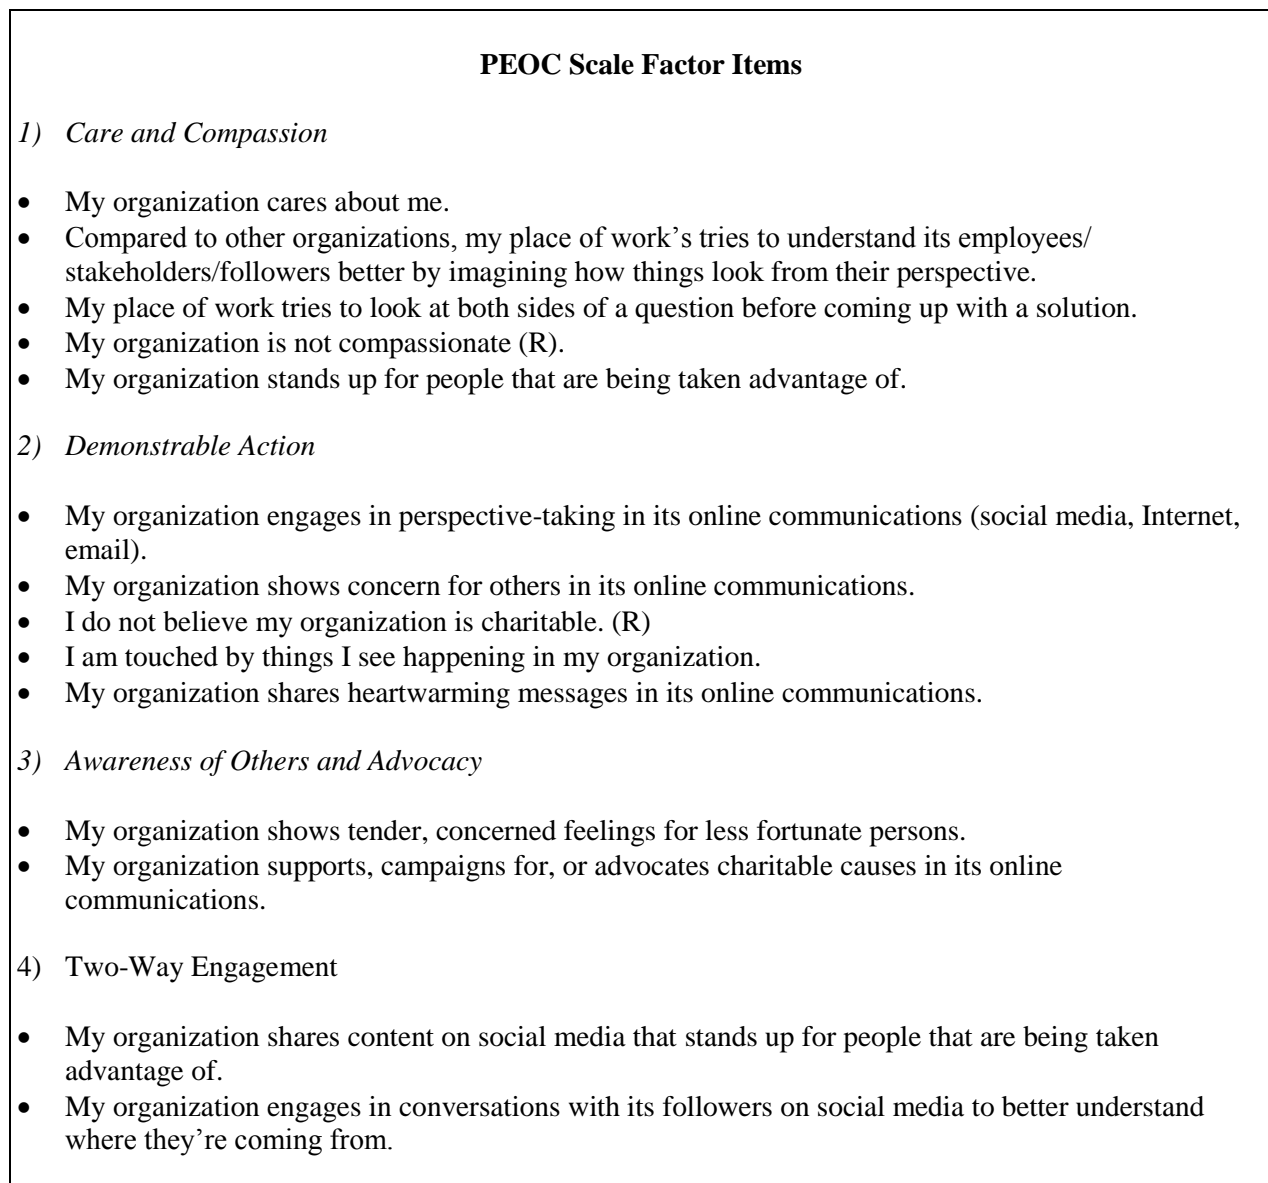 PEOC Scale Factor Items
1) Care and Compassion
• My organization cares about me.
• Compared to other organizations, my place of work’s tries to understand its employees/
stakeholders/followers better by imagining how things look from their perspective.
• My place of work tries to look at both sides of a question before coming up with a solution.
• My organization is not compassionate (R).
• My organization stands up for people that are being taken advantage of.
2) Demonstrable Action
• My organization engages in perspective-taking in its online communications (social media, Internet,
email).
• My organization shows concern for others in its online communications.
• I do not believe my organization is charitable. (R)
• I am touched by things I see happening in my organization.
• My organization shares heartwarming messages in its online communications.
3) Awareness of Others and Advocacy
• My organization shows tender, concerned feelings for less fortunate persons.
• My organization supports, campaigns for, or advocates charitable causes in its online
communications.
4) Two-Way Engagement
• My organization shares content on social media that stands up for people that are being taken
advantage of.
• My organization engages in conversations with its followers on social media to better understand
where they’re coming from.